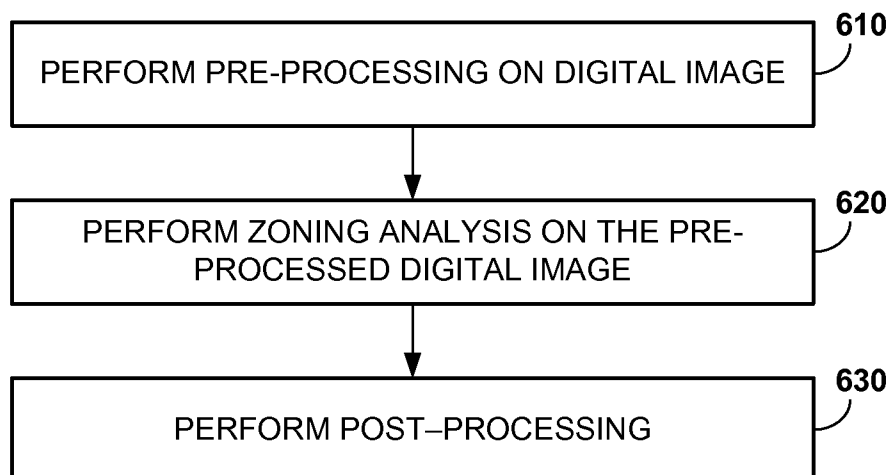 610
PERFORM PRE-PROCESSING ON DIGITAL IMAGE
620
PERFORM ZONING ANALYSIS ON THE PRE-
PROCESSED DIGITAL IMAGE
630
PERFORM POST–PROCESSING